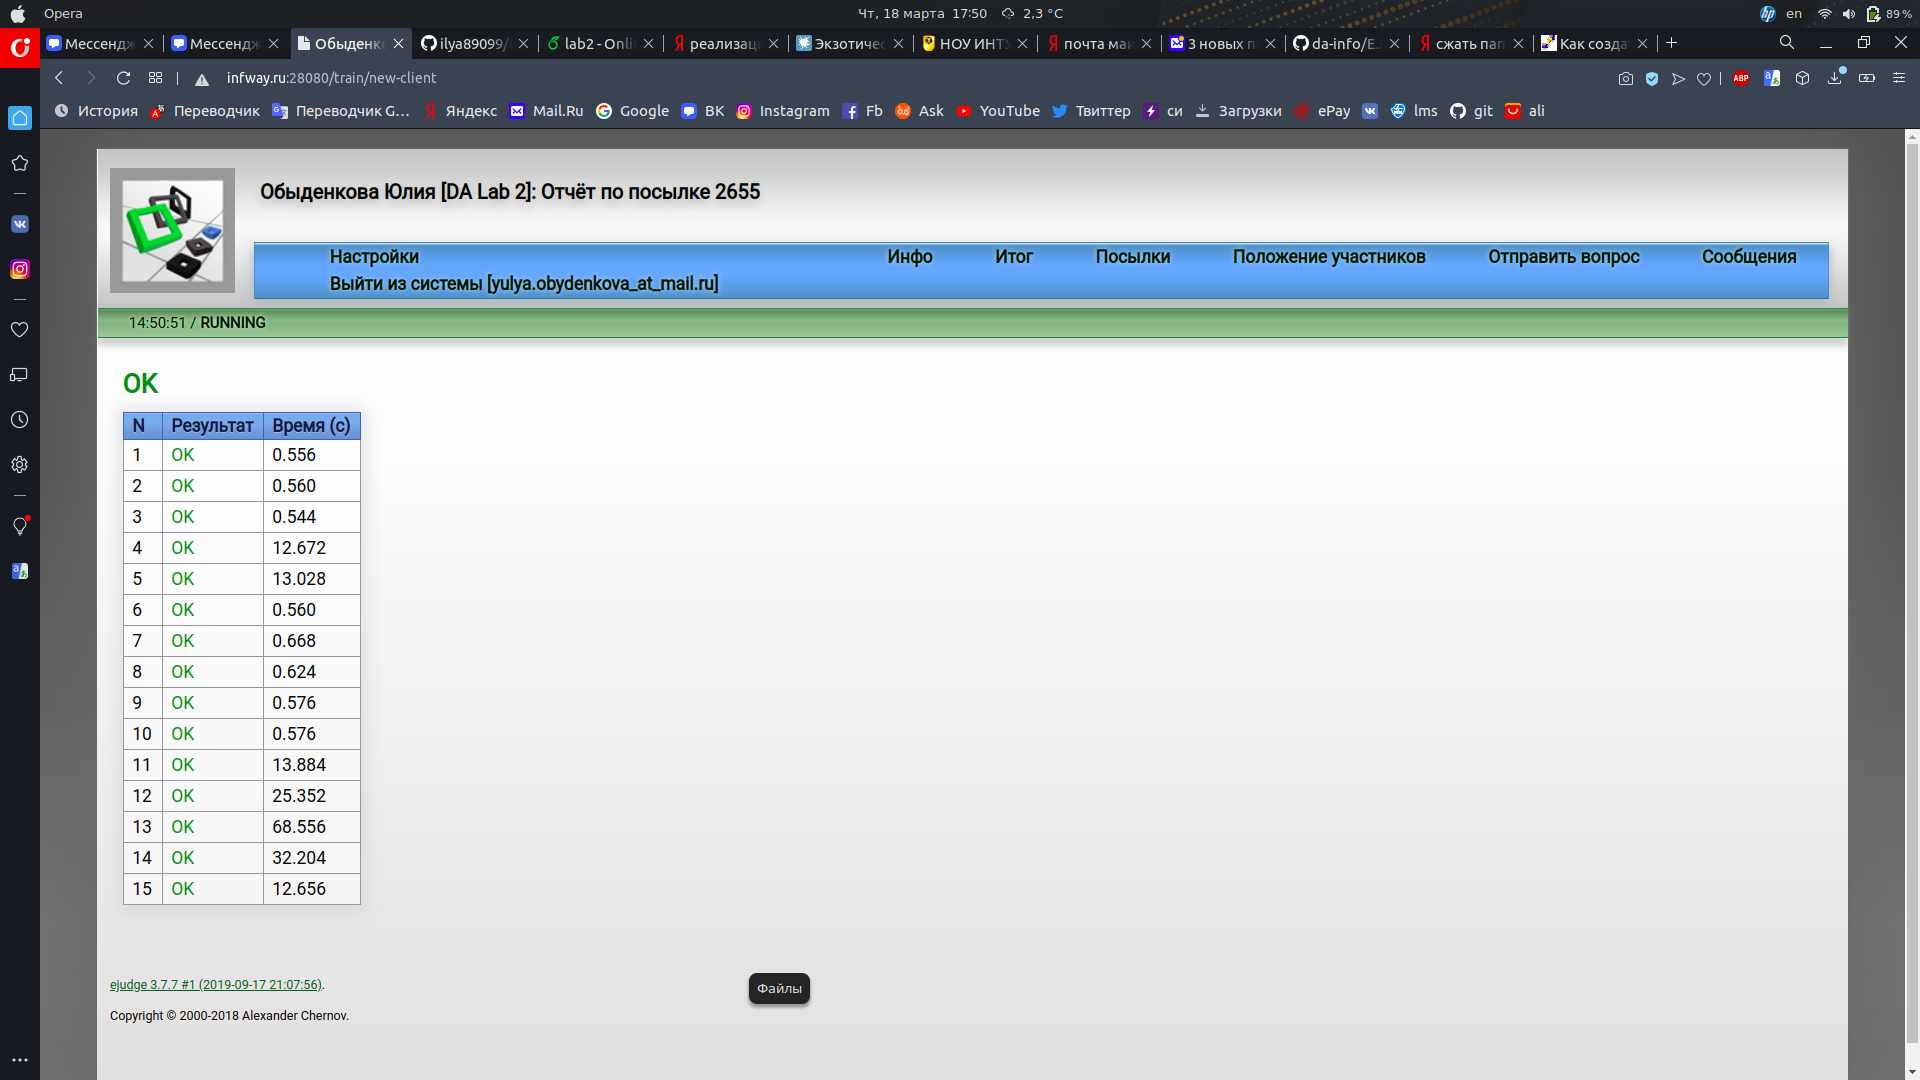 Opera
Чт, 18 марта 17:50 2,3 °C
en 89 %
Мессендж Мессендж Обыденко ilya89099/ lab2 - Onli реализаци Экзотичес НОУ ИНТУ почта маи 3 новых п da-info/EJ сжать пап Как созда
infway.ru:28080/train/new-client
ABP
История Переводчик Переводчик G… Яндекс Mail.Ru Google ВК Instagram Fb Ask YouTube Твиттер си Загрузки ePay lms git ali
Обыденкова Юлия [DA Lab 2]: Отчёт по посылке 2655
Настройки Инфо Итог Посылки Положение участников Отправить вопрос Сообщения
Выйти из системы [yulya.obydenkova_at_mail.ru]
14:50:51 / RUNNING
OK
N Результат Время (с)
1 OK 0.556
2 OK 0.560
3 OK 0.544
4 OK 12.672
5 OK 13.028
6 OK 0.560
7 OK 0.668
8 OK 0.624
9 OK 0.576
10 OK 0.576
11 OK 13.884
12 OK 25.352
13 OK 68.556
14 OK 32.204
15 OK 12.656
ejudge 3.7.7 #1 (2019-09-17 21:07:56).
Файлы
Copyright © 2000-2018 Alexander Chernov.